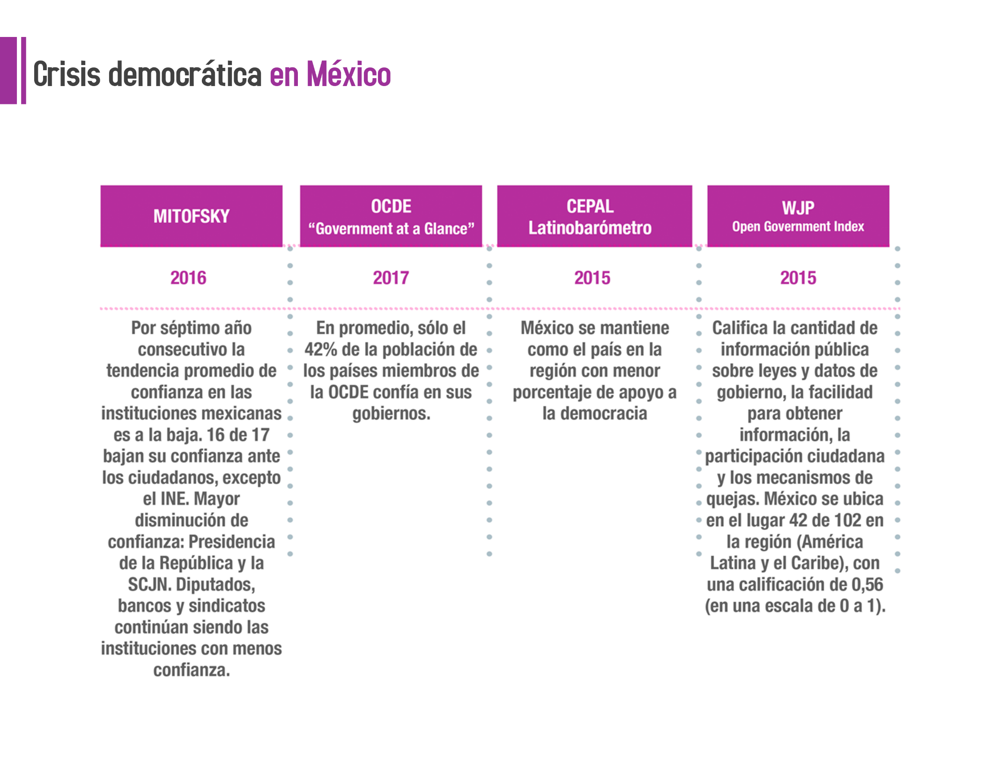 Crisis democrática en México
MITOFSKY
2016
Por séptimo año
consecutivo la
tendencia promedio de
confianza en las
instituciones mexicanas
es a la baja. 16 de 17
bajan su confianza ante
los ciudadanos, excepto
el INE. Mayor
disminución de
confianza: Presidencia
de la República y la
SCJN. Diputados,
bancos y sindicatos
continúan siendo las
instituciones con menos
confianza.
OCDE
“Government at a Glance”
2017
En promedio, sólo el
42% de la población de
los países miembros de
la OCDE confía en sus
gobiernos.
CEPAL
Latinobarómetro
2015
México se mantiene
como el país en la
región con menor
porcentaje de apoyo a
la democracia
WJP
Open Government Index
2015
Califica la cantidad de
información pública
sobre leyes y datos de
gobierno, la facilidad
para obtener
información, la
participación ciudadana
y los mecanismos de
quejas. México se ubica
en el lugar 42 de 102 en
la región (América
Latina y el Caribe), con
una calificación de 0,56
(en una escala de 0 a 1).